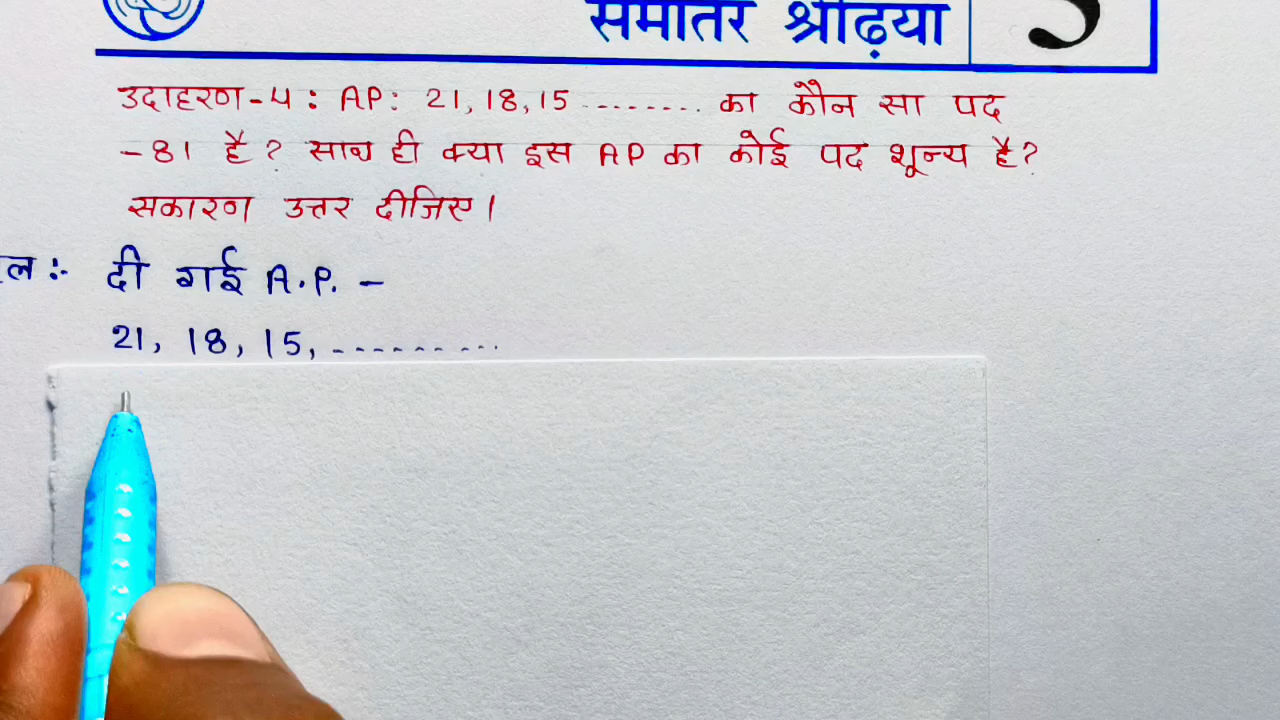 समांतर श्रेढ़ियाँ 5
उदाहरण-4 : AP: 21, 18, 15 ........ का कौन सा पद
-81 है ? साथ ही क्या इस AP का कोई पद शून्य है?
सकारण उत्तर दीजिए।
दी गई A.P. -
21, 18, 15, ---------